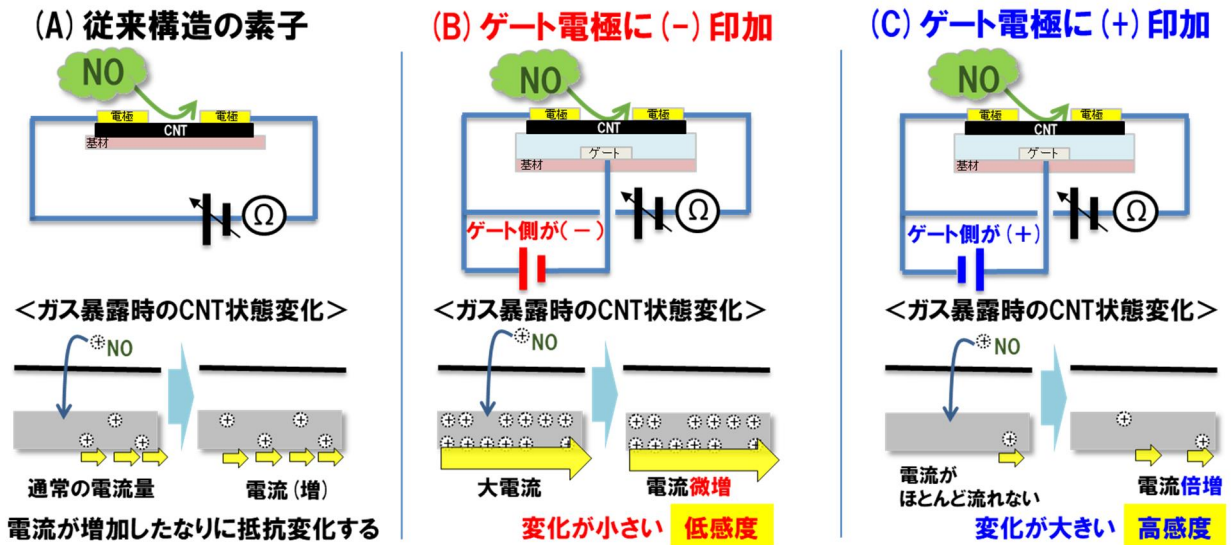 (A) 従来構造の素子
NO
電極
電極
CNT
基材
Ω
<ガス暴露時のCNT状態変化>
NO
通常の電流量
電流(増)
電流が増加したなりに抵抗変化する
(B) ゲート電極に (-) 印加
NO
電極
電極
CNT
ゲート
基材
Ω
ゲート側が(-)
<ガス暴露時のCNT状態変化>
NO
大電流
電流微増
変化が小さい 低感度
(C) ゲート電極に (+) 印加
NO
電極
電極
CNT
ゲート
基材
Ω
ゲート側が(+)
<ガス暴露時のCNT状態変化>
NO
電流が
ほとんど流れない
電流倍増
変化が大きい 高感度